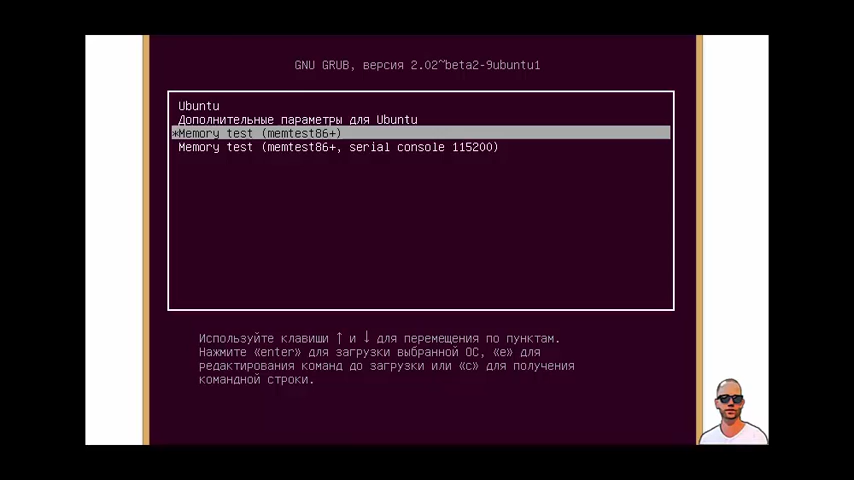 GNU GRUB, версия 2.02~beta2-9ubuntu1
Ubuntu
Дополнительные параметры для Ubuntu
*Memory test (memtest86+)
Memory test (memtest86+, serial console 115200)
Используйте клавиши ↑ и ↓ для перемещения по пунктам.
Нажмите «enter» для загрузки выбранной ОС, «e» для
редактирования команд до загрузки или «c» для получения
командной строки.